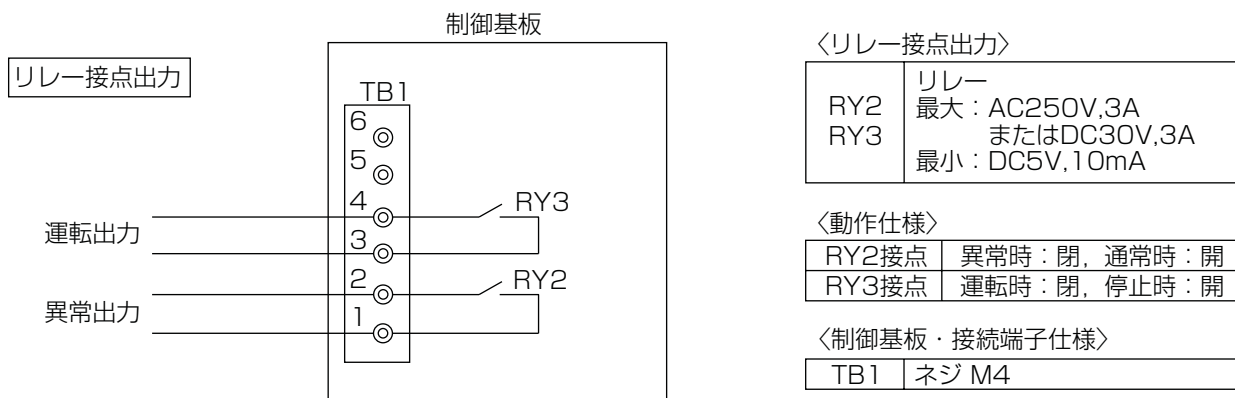 制御基板
リレー接点出力
TB1
6
5
4
RY3
運転出力
3
2
RY2
異常出力
1
〈リレー接点出力〉
RY2
RY3
リレー
最大：AC250V,3A
またはDC30V,3A
最小：DC5V,10mA
〈動作仕様〉
RY2接点 異常時：閉，通常時：開
RY3接点 運転時：閉，停止時：開
〈制御基板・接続端子仕様〉
TB1 ネジ M4